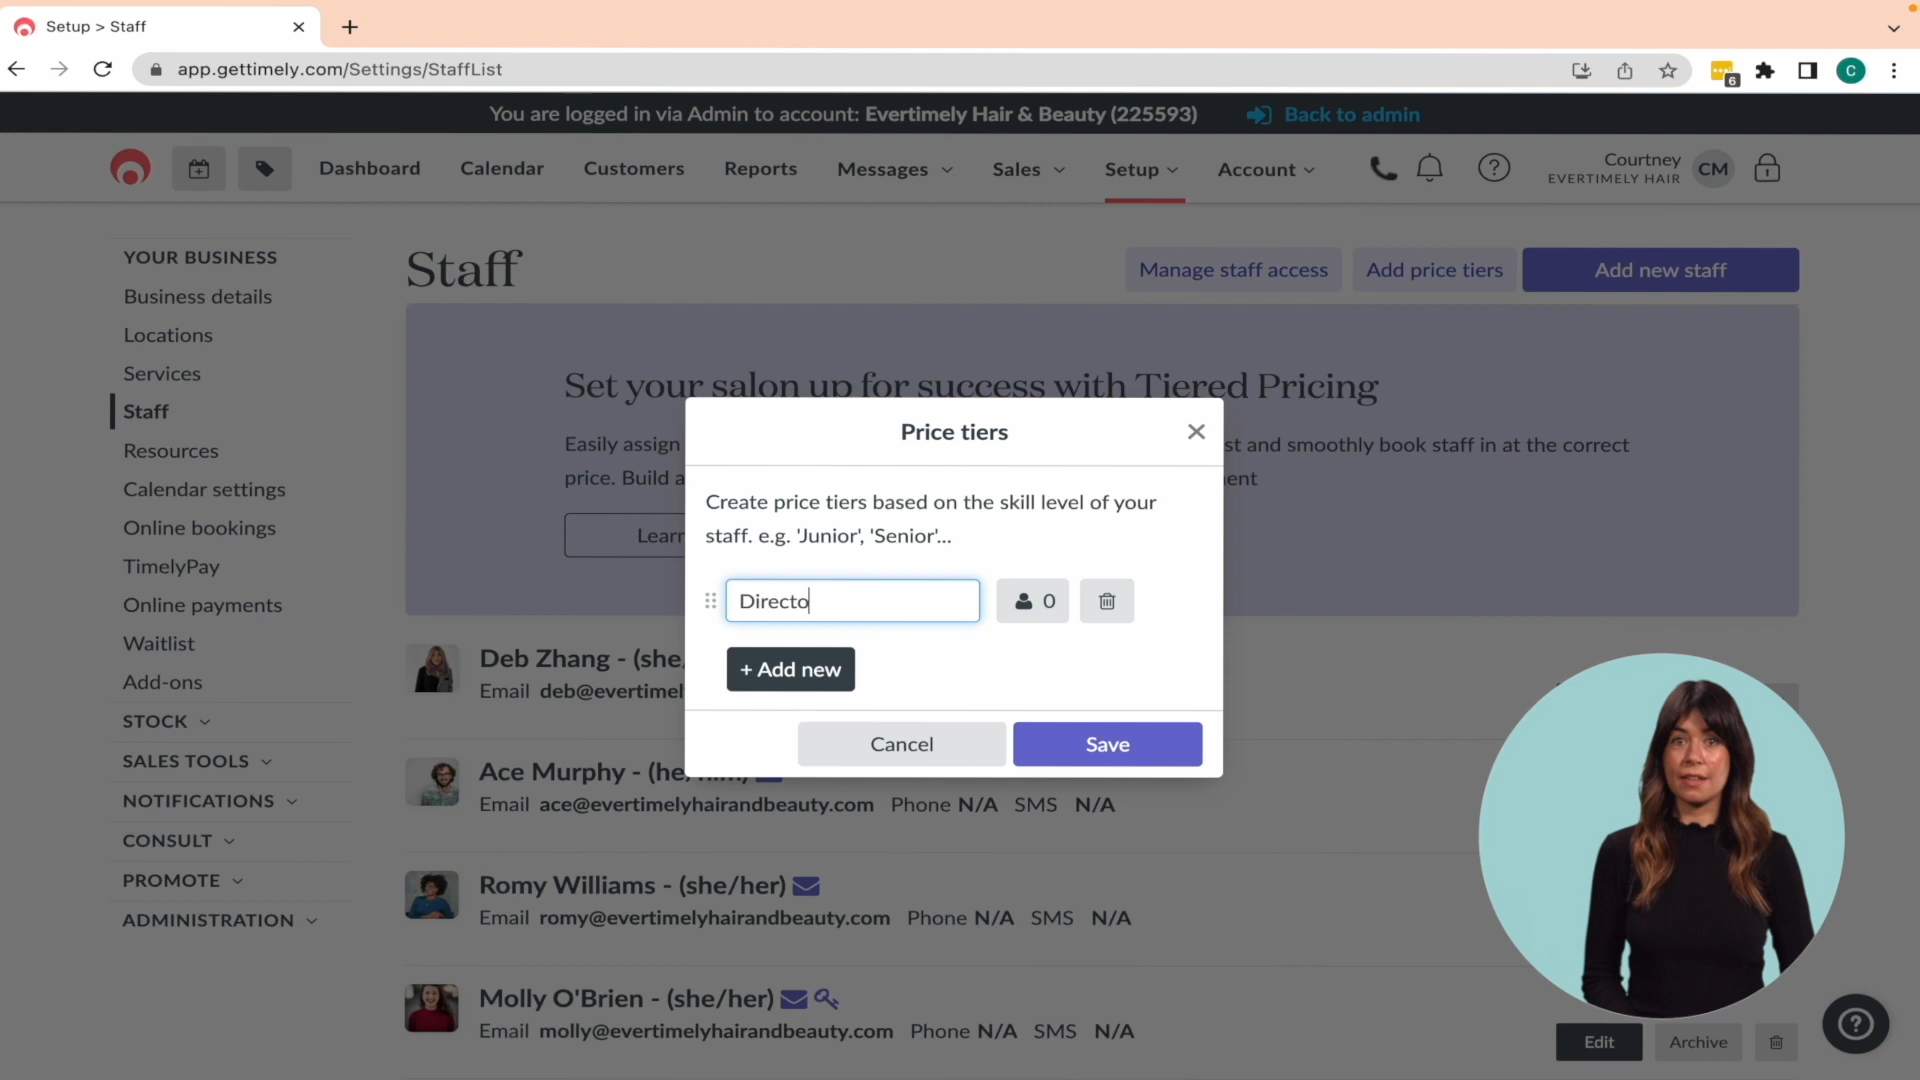 Setup > Staff
app.gettimely.com/Settings/StaffList
6
C
You are logged in via Admin to account: Evertimely Hair & Beauty (225593) Back to admin
Dashboard Calendar Customers Reports Messages Sales Setup Account
Courtney
EVERTIMELY HAIR
CM
YOUR BUSINESS
Business details
Locations
Services
Staff
Resources
Calendar settings
Online bookings
TimelyPay
Online payments
Waitlist
Add-ons
STOCK
SALES TOOLS
NOTIFICATIONS
CONSULT
PROMOTE
ADMINISTRATION
Staff
Manage staff access Add price tiers Add new staff
Set your salon up for success with Tiered Pricing
Easily assign st and smoothly book staff in at the correct
price. Build a ent
Learn
Price tiers
Create price tiers based on the skill level of your
staff. e.g. 'Junior', 'Senior'...
Directo
0
+ Add new
Cancel Save
Deb Zhang - (she
Email deb@evertimel
Ace Murphy - (he/him)
Email ace@evertimelyhairandbeauty.com Phone N/A SMS N/A
Romy Williams - (she/her)
Email romy@evertimelyhairandbeauty.com Phone N/A SMS N/A
Molly O'Brien - (she/her)
Email molly@evertimelyhairandbeauty.com Phone N/A SMS N/A
Edit Archive